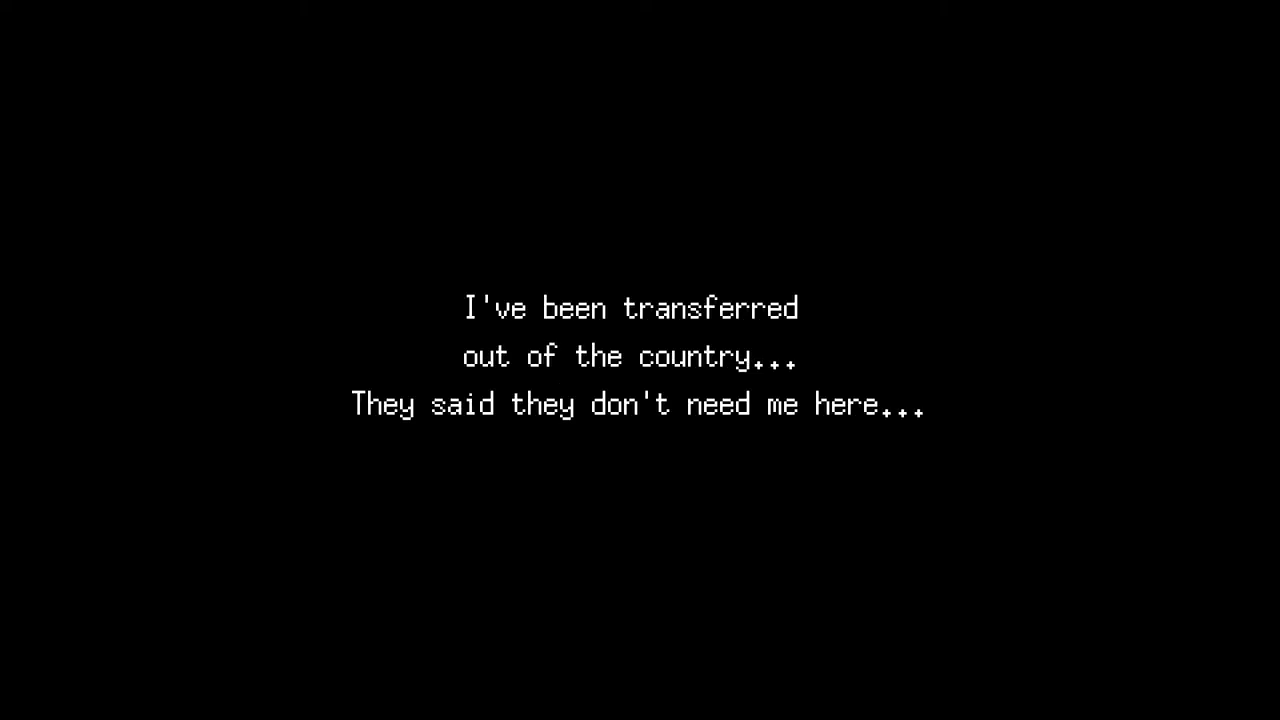 I've been transferred
out of the country...
They said they don't need me here...